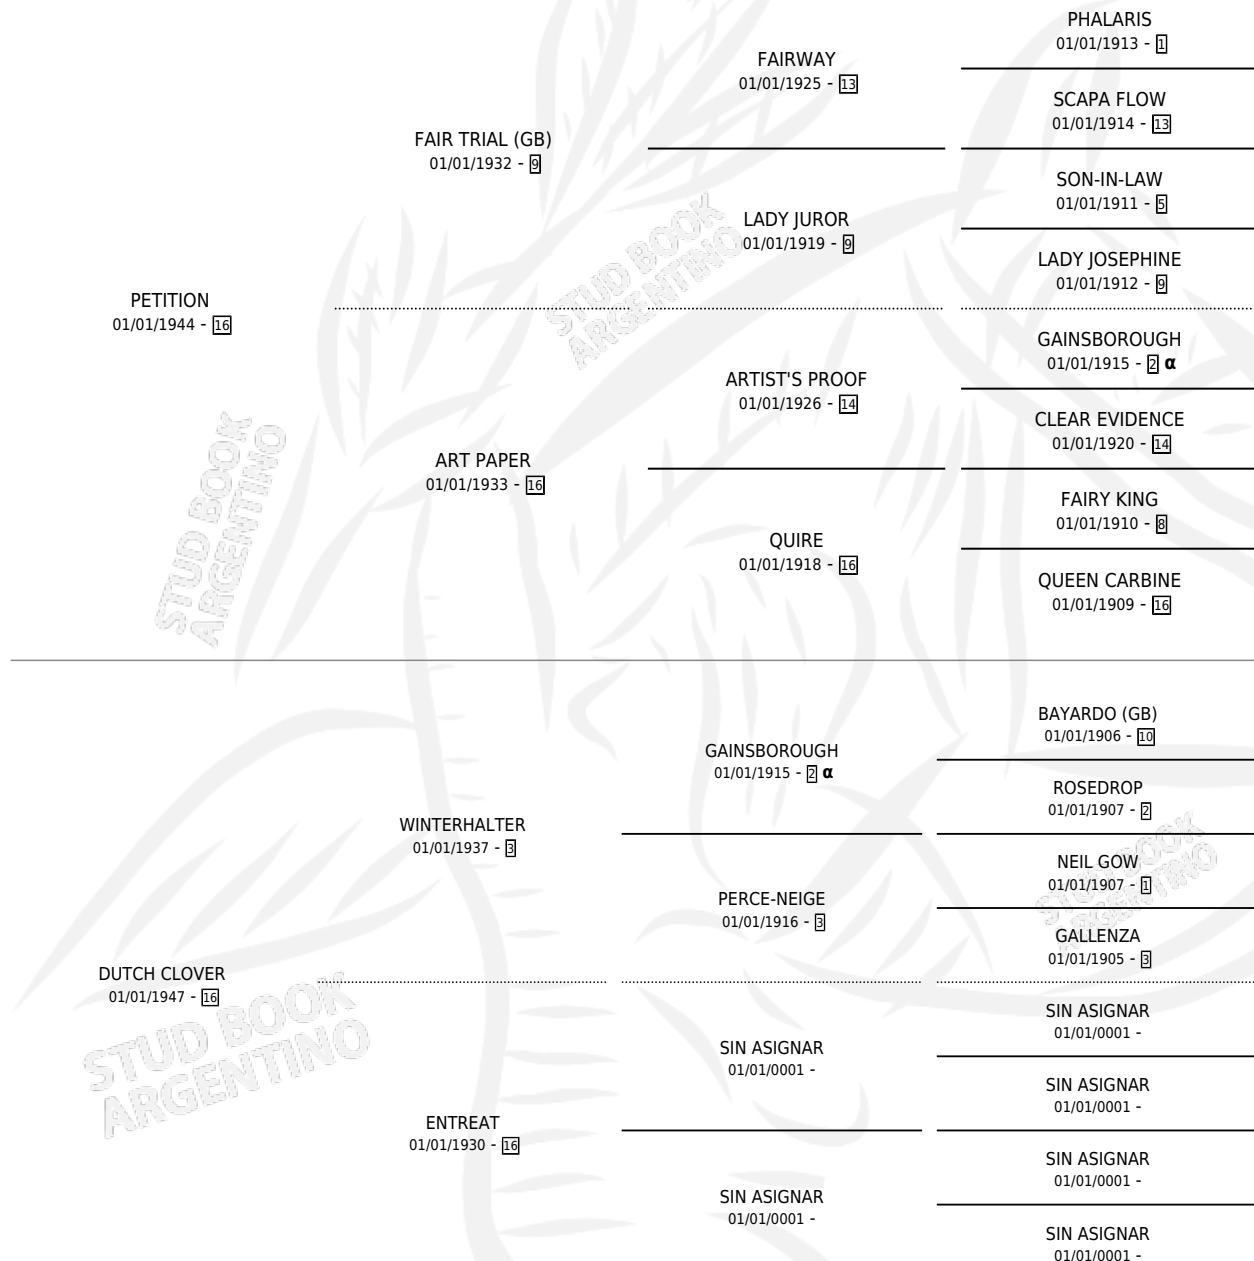 PHALARIS
01/01/1913 - 1
FAIRWAY
01/01/1925 - 13
SCAPA FLOW
01/01/1914 - 13
FAIR TRIAL (GB)
01/01/1932 - 9
SON-IN-LAW
01/01/1911 - 5
LADY JUROR
01/01/1919 - 9
LADY JOSEPHINE
01/01/1912 - 9
PETITION
01/01/1944 - 16
GAINSBOROUGH
01/01/1915 - 2 α
ARTIST'S PROOF
01/01/1926 - 14
CLEAR EVIDENCE
01/01/1920 - 14
ART PAPER
01/01/1933 - 16
FAIRY KING
01/01/1910 - 8
QUIRE
01/01/1918 - 16
QUEEN CARBINE
01/01/1909 - 16
BAYARDO (GB)
01/01/1906 - 10
GAINSBOROUGH
01/01/1915 - 2 α
ROSEDROP
01/01/1907 - 2
WINTERHALTER
01/01/1937 - 3
NEIL GOW
01/01/1907 - 1
PERCE-NEIGE
01/01/1916 - 3
GALLENZA
01/01/1905 - 3
DUTCH CLOVER
01/01/1947 - 16
SIN ASIGNAR
01/01/0001 -
SIN ASIGNAR
01/01/0001 -
SIN ASIGNAR
01/01/0001 -
ENTREAT
01/01/1930 - 16
SIN ASIGNAR
01/01/0001 -
SIN ASIGNAR
01/01/0001 -
SIN ASIGNAR
01/01/0001 -
STUD BOOK
ARGENTINO
STUD BOOK
ARGENTINO
STUD BOOK
ARGENTINO
STUD BOOK
ARGENTINO